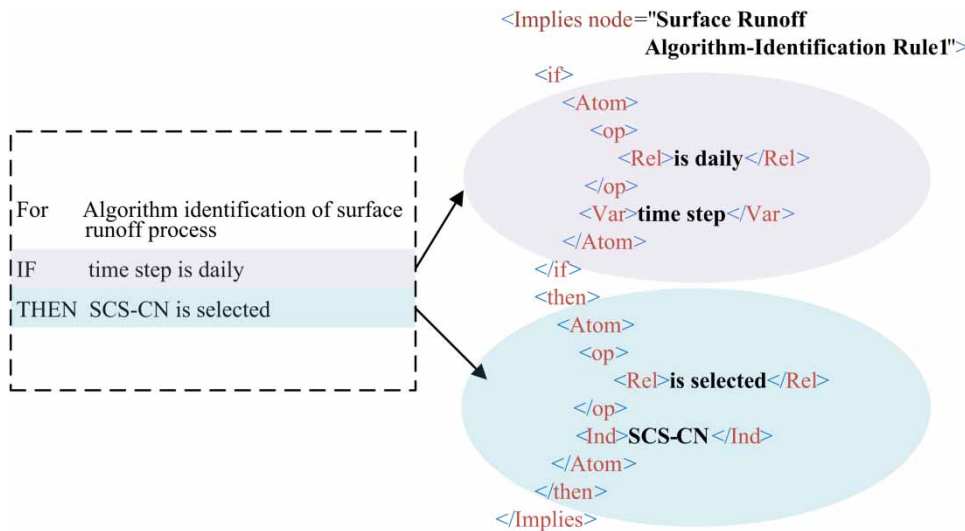 For Algorithm identification of surface
runoff process
IF time step is daily
THEN SCS-CN is selected
<Implies node="Surface Runoff
Algorithm-Identification Rule1">
<if>
<Atom>
<op>
<Rel>is daily</Rel>
</op>
<Var>time step</Var>
</Atom>
</if>
<then>
<Atom>
<op>
<Rel>is selected</Rel>
</op>
<Ind>SCS-CN</Ind>
</Atom>
</then>
</Implies>